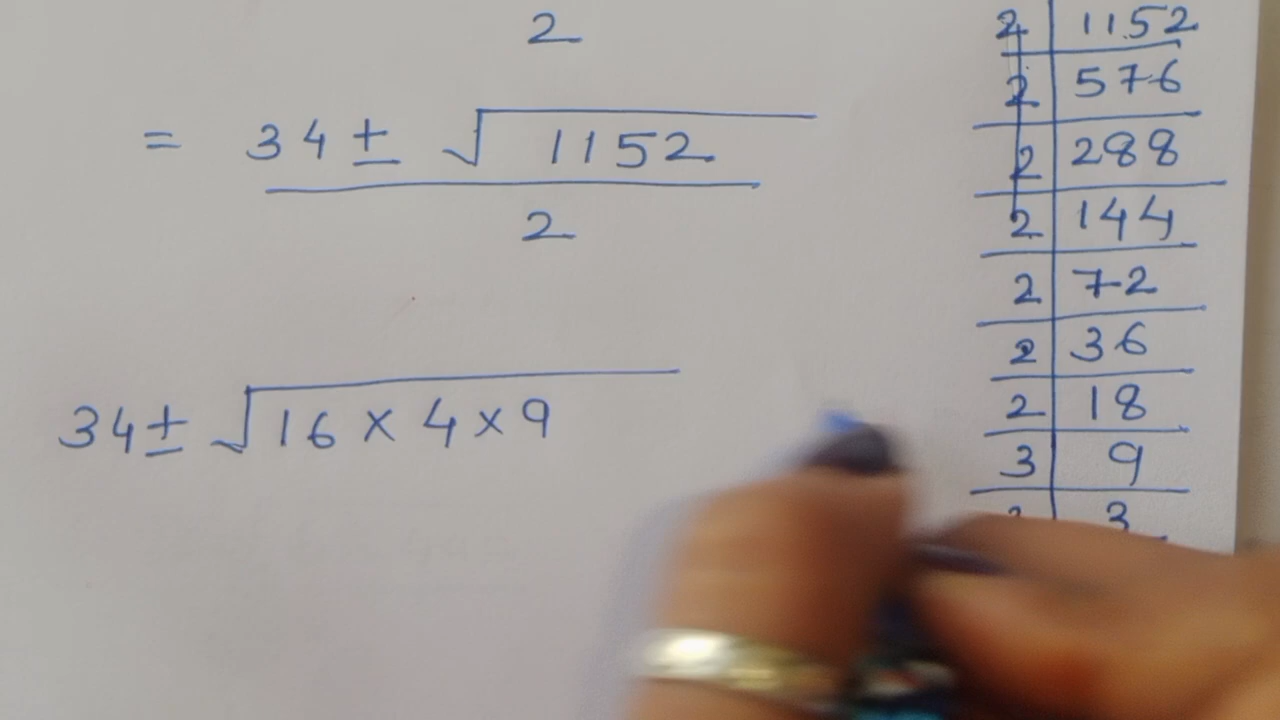 2
= 34 ± √1152
2
34 ± √16 × 4 × 9
2 | 1152
2 | 576
2 | 288
2 | 144
2 | 72
2 | 36
2 | 18
3 | 9
3